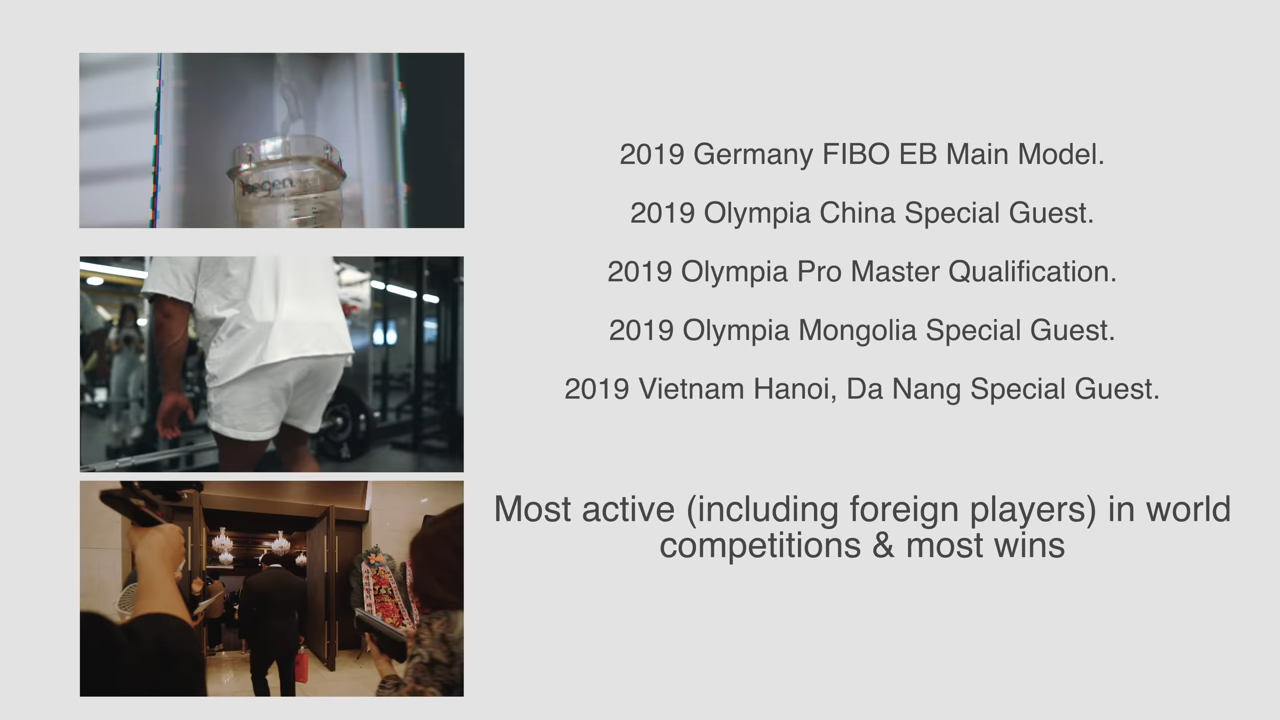 Hegen
2019 Germany FIBO EB Main Model.
2019 Olympia China Special Guest.
2019 Olympia Pro Master Qualification.
2019 Olympia Mongolia Special Guest.
2019 Vietnam Hanoi, Da Nang Special Guest.
Most active (including foreign players) in world
competitions & most wins